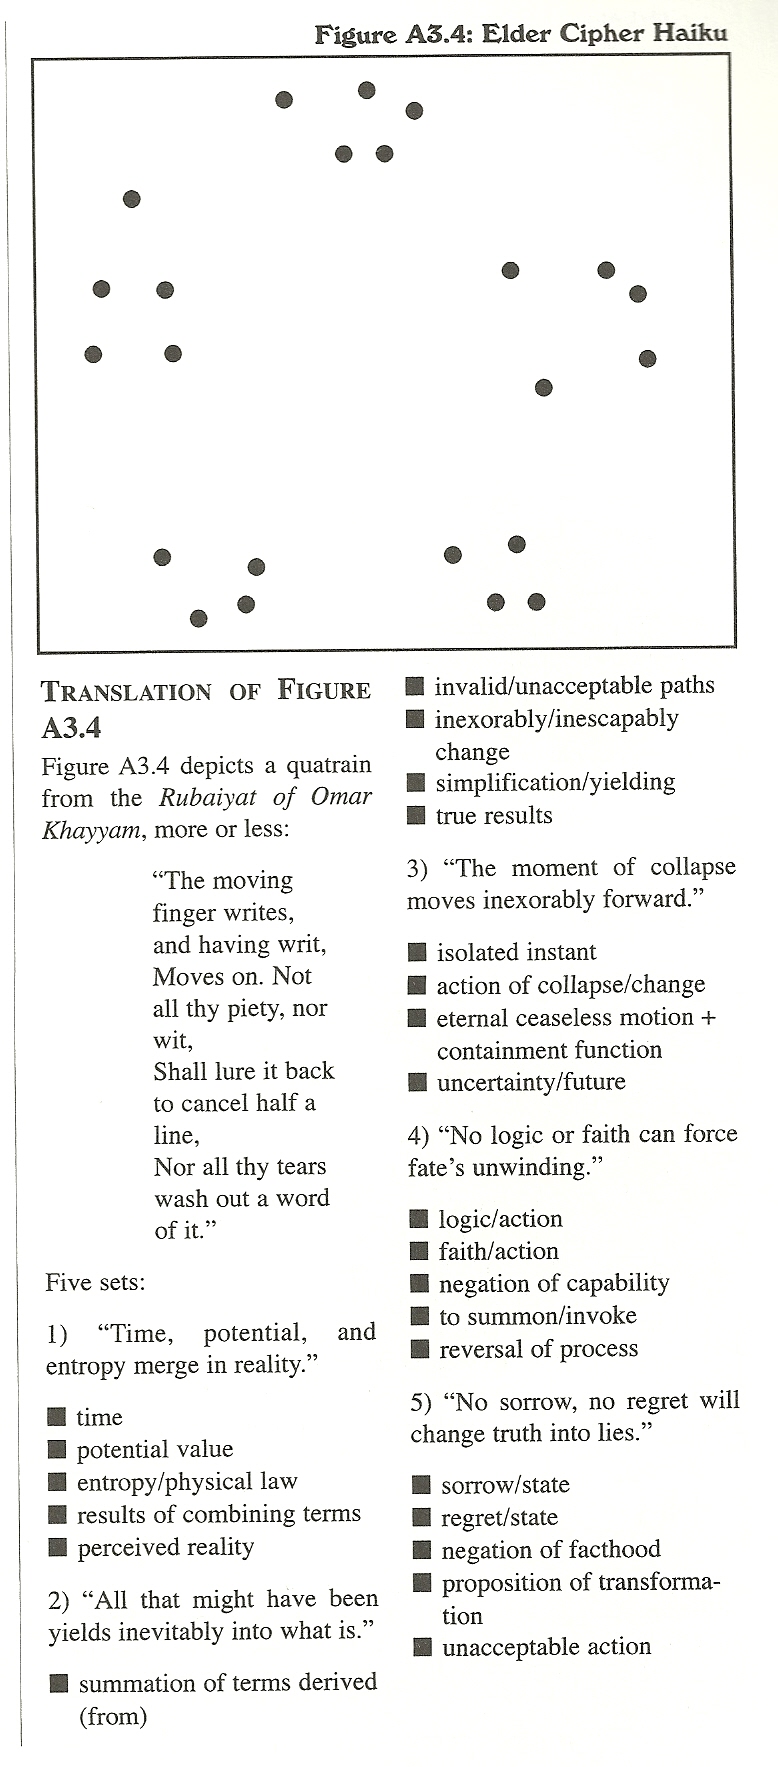 Figure A3.4: Elder Cipher Haiku
TRANSLATION OF FIGURE
A3.4
Figure A3.4 depicts a quatrain
from the Rubaiyat of Omar
Khayyam, more or less:
“The moving
finger writes,
and having writ,
Moves on. Not
all thy piety, nor
wit,
Shall lure it back
to cancel half a
line,
Nor all thy tears
wash out a word
of it.”
Five sets:
1) “Time, potential, and
entropy merge in reality.”
■ time
■ potential value
■ entropy/physical law
■ results of combining terms
■ perceived reality
2) “All that might have been
yields inevitably into what is.”
■ summation of terms derived
(from)
■ invalid/unacceptable paths
■ inexorably/inescapably
change
■ simplification/yielding
■ true results
3) “The moment of collapse
moves inexorably forward.”
■ isolated instant
■ action of collapse/change
■ eternal ceaseless motion +
containment function
■ uncertainty/future
4) “No logic or faith can force
fate’s unwinding.”
■ logic/action
■ faith/action
■ negation of capability
■ to summon/invoke
■ reversal of process
5) “No sorrow, no regret will
change truth into lies.”
■ sorrow/state
■ regret/state
■ negation of facthood
■ proposition of transforma-
tion
■ unacceptable action